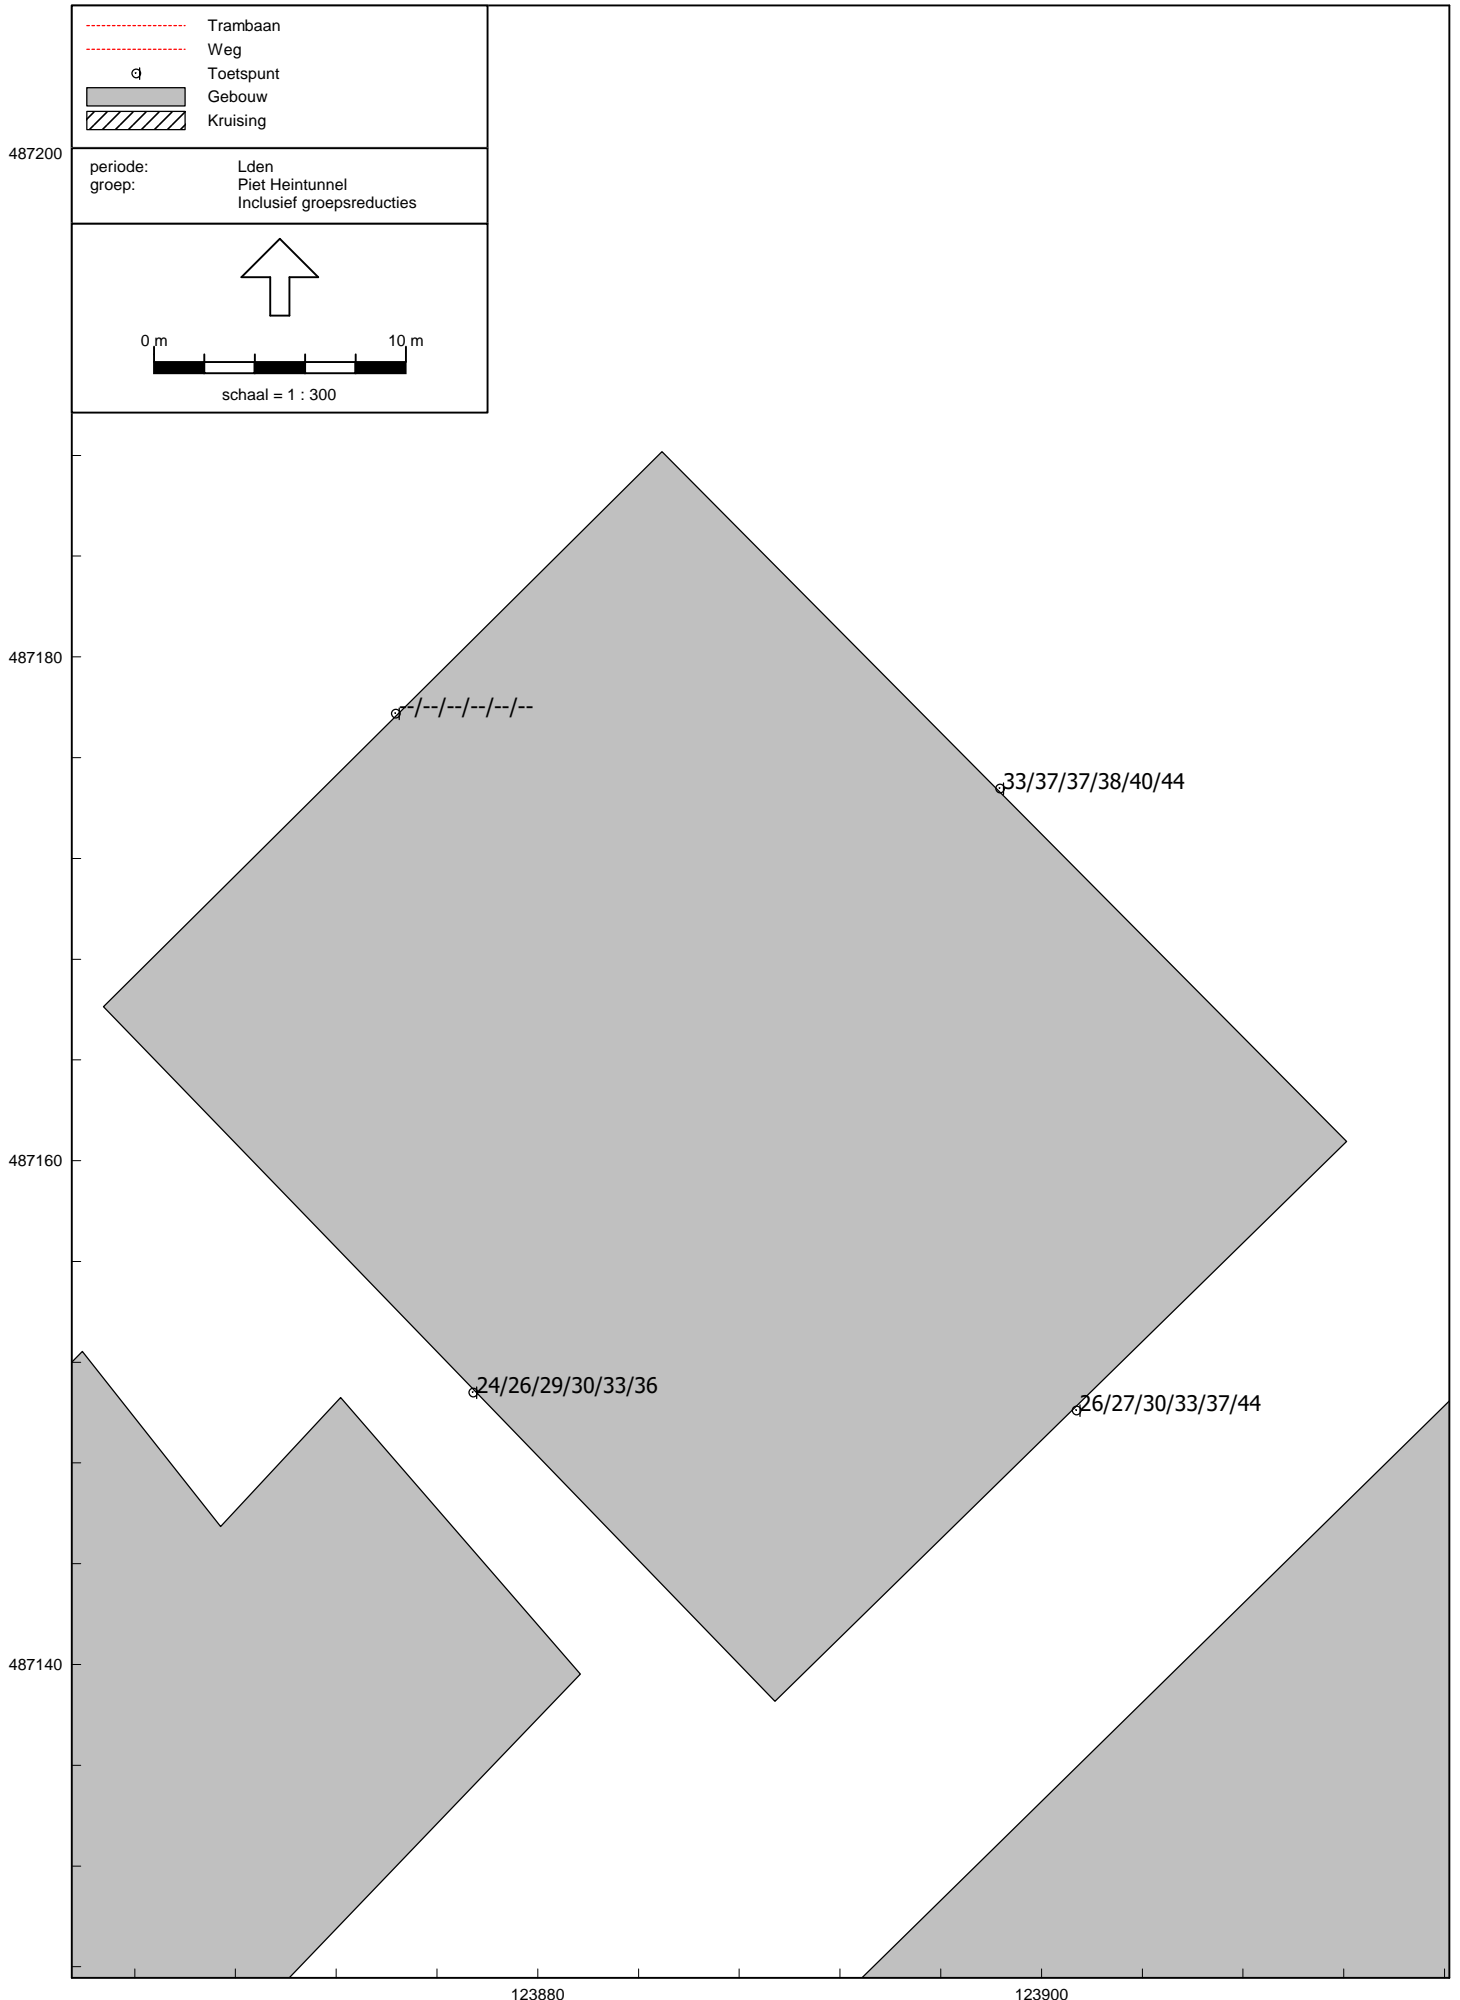 Trambaan
Weg
Toetspunt
Gebouw
Kruising
487200
periode: Lden
groep: Piet Heintunnel
Inclusief groepsreducties
0 m 10 m
schaal = 1 : 300
487180
--/--/--/--/--/--
33/37/37/38/40/44
487160
24/26/29/30/33/36
26/27/30/33/37/44
487140
123880 123900